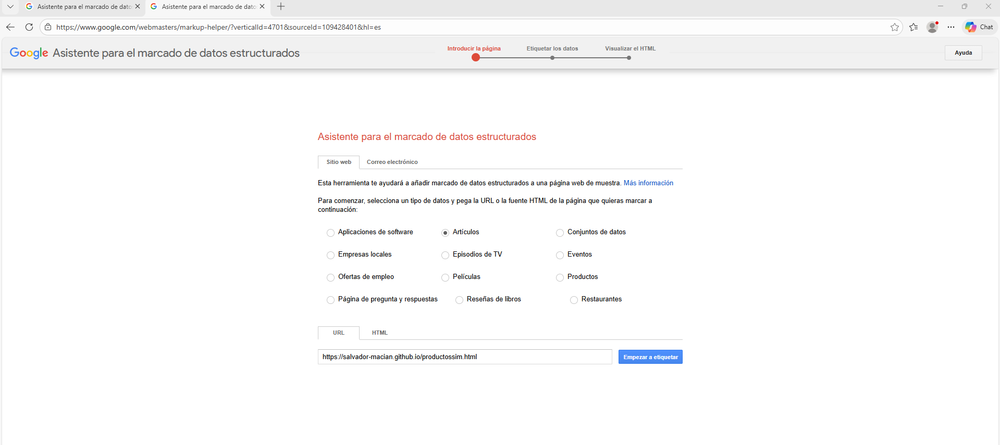 Asistente para el marcado de dato
Asistente para el marcado de dato
https://www.google.com/webmasters/markup-helper/?verticalId=4701&sourceId=109428401&hl=es
Chat
Google Asistente para el marcado de datos estructurados
Introducir la página
Etiquetar los datos
Visualizar el HTML
Ayuda
Asistente para el marcado de datos estructurados
Sitio web
Correo electrónico
Esta herramienta te ayudará a añadir marcado de datos estructurados a una página web de muestra. Más información
Para comenzar, selecciona un tipo de datos y pega la URL o la fuente HTML de la página que quieras marcar a
continuación:
Aplicaciones de software
Artículos
Conjuntos de datos
Empresas locales
Episodios de TV
Eventos
Ofertas de empleo
Películas
Productos
Página de pregunta y respuestas
Reseñas de libros
Restaurantes
URL
HTML
https://salvador-macian.github.io/productossim.html
Empezar a etiquetar